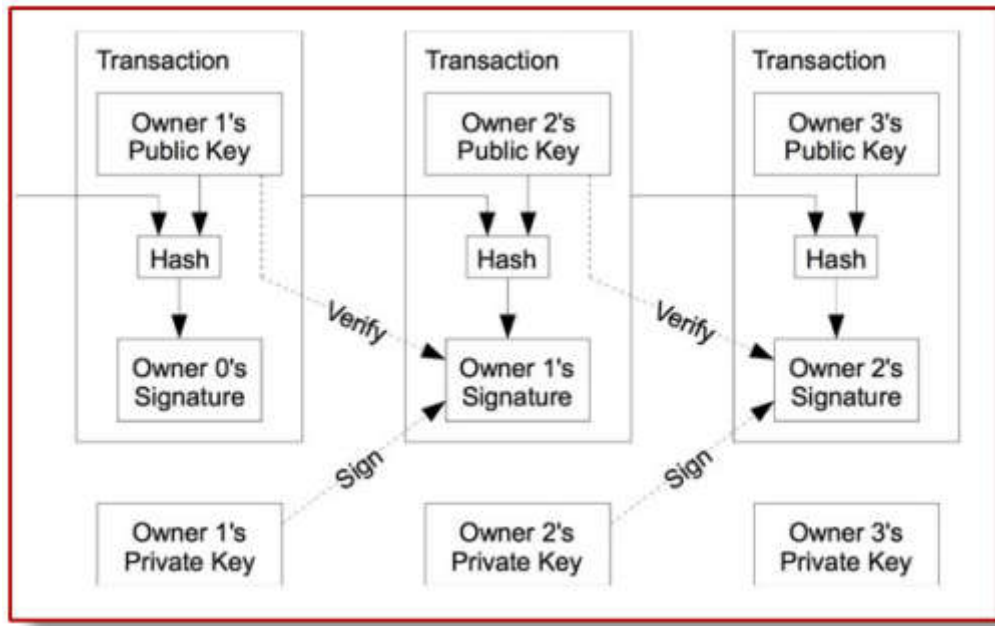 Transaction
Owner 1's
Public Key
Hash
Owner 0's
Signature
Transaction
Owner 2's
Public Key
Hash
Verify
Owner 1's
Signature
Transaction
Owner 3's
Public Key
Hash
Verify
Owner 2's
Signature
Sign
Sign
Owner 1's
Private Key
Owner 2's
Private Key
Owner 3's
Private Key